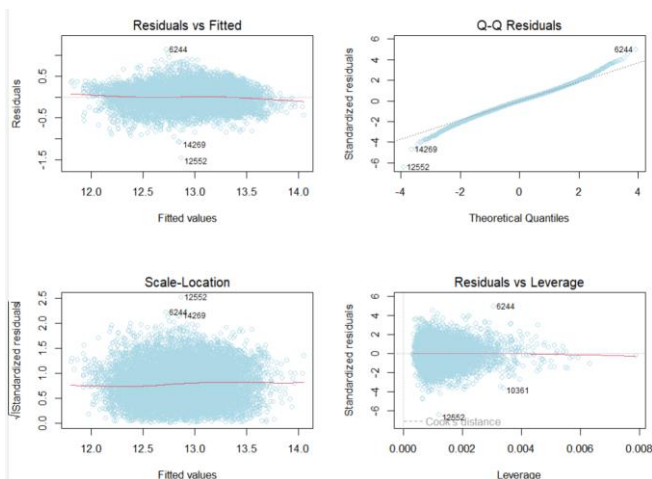 Residuals vs Fitted
Residuals
0.5
-0.5
-1.5
6244
14269
12552
12.0 12.5 13.0 13.5 14.0
Fitted values
Q-Q Residuals
Standardized residuals
4
2
0
-2
-4
-6
6244
14269
12552
-4 -2 0 2 4
Theoretical Quantiles
Scale-Location
√|Standardized residuals|
2.5
2.0
1.5
1.0
0.5
0.0
12552
6244 14269
12.0 12.5 13.0 13.5 14.0
Fitted values
Residuals vs Leverage
Standardized residuals
6
4
2
0
-2
-4
-6
6244
10361
12552
Cook's distance
0.000 0.002 0.004 0.006 0.008
Leverage